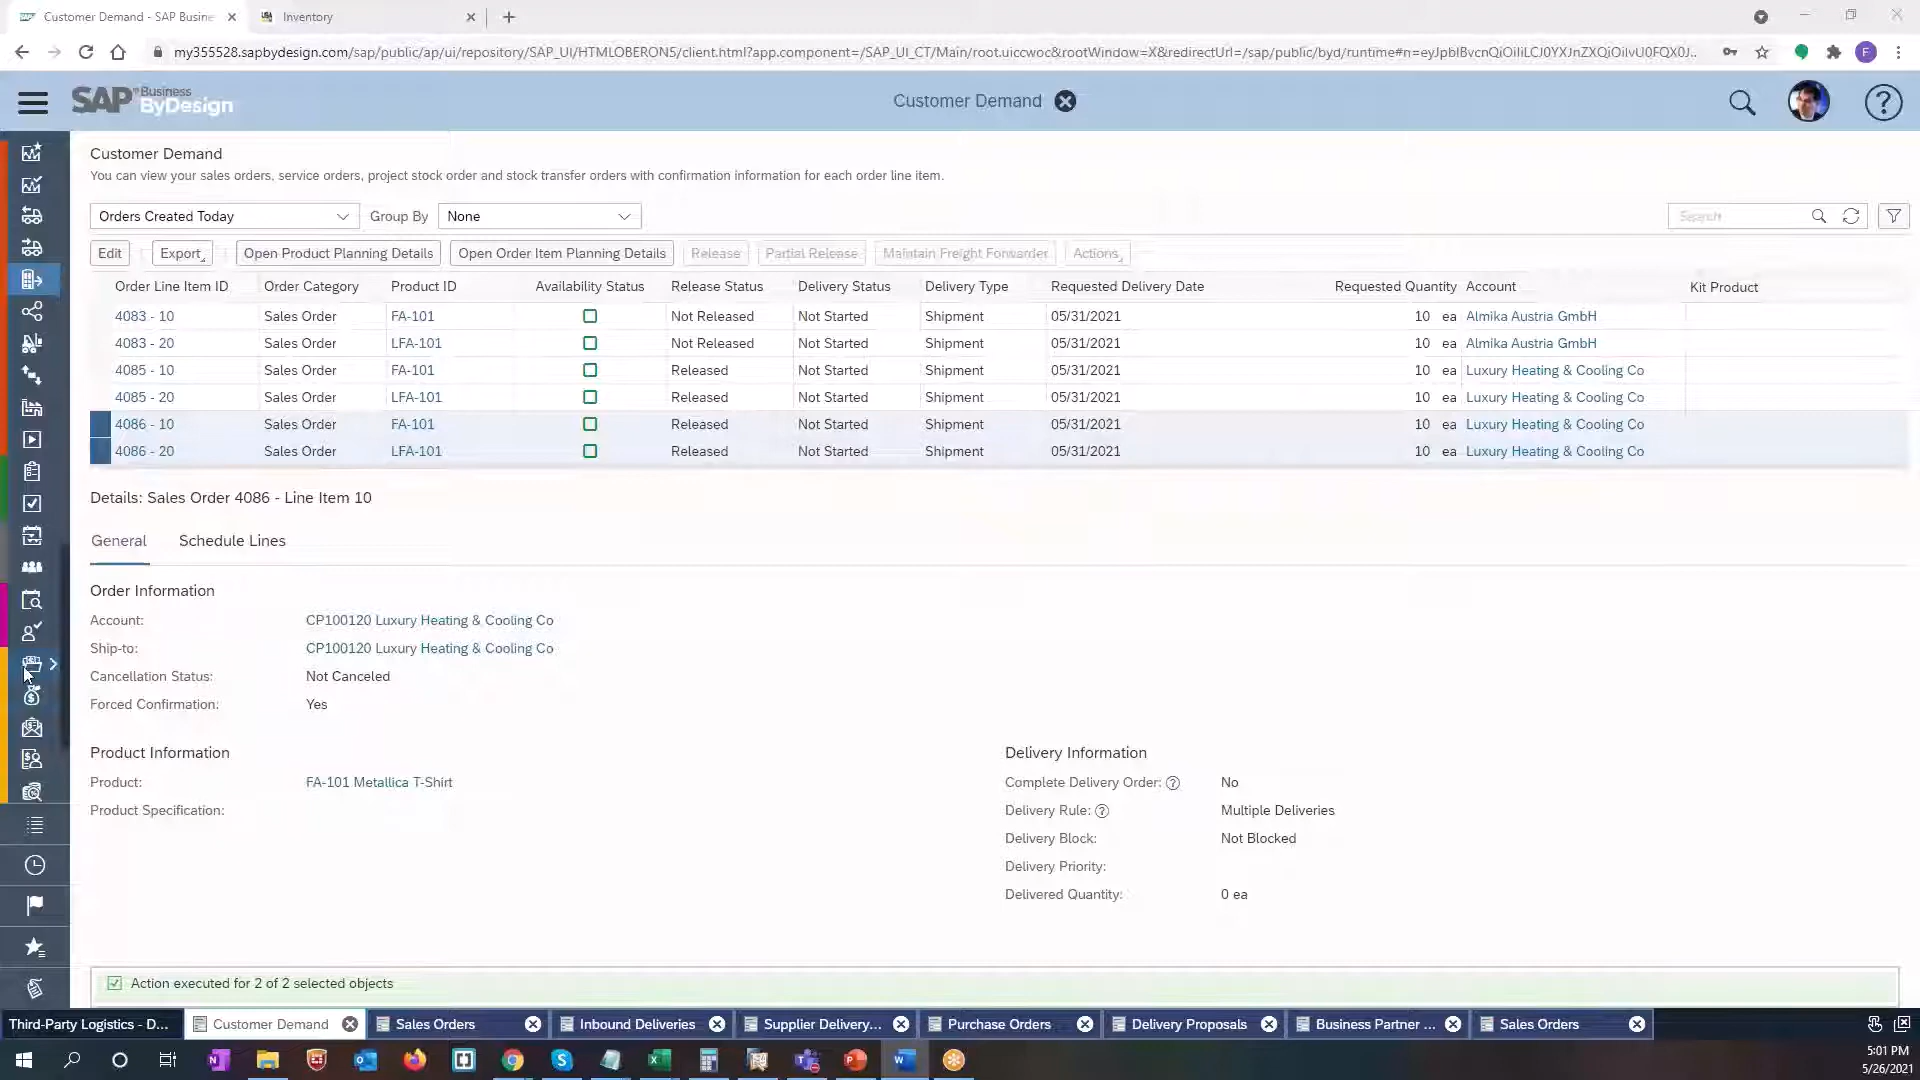 Customer Demand - SAP Busine
Inventory
my355528.sapbydesign.com/sap/public/ap/ui/repository/SAP_UI/HTMLOBERON5/client.html?app.component=/SAP_UI_CT/Main/root.uiccwoc&rootWindow=X&redirectUrl=/sap/public/byd/runtime#n=eyJpbIBvcnQiOiIiLCJ0YXJnZXQiOiIvU0FQX0J..
F
SAP Business ByDesign
Customer Demand
?
Customer Demand
You can view your sales orders, service orders, project stock order and stock transfer orders with confirmation information for each order line item.
Orders Created Today Group By None Search
Edit Export Open Product Planning Details Open Order Item Planning Details Release Partial Release Maintain Freight Forwarder Actions
Order Line Item ID Order Category Product ID Availability Status Release Status Delivery Status Delivery Type Requested Delivery Date Requested Quantity Account Kit Product
4083 - 10 Sales Order FA-101 Not Released Not Started Shipment 05/31/2021 10 ea Almika Austria GmbH
4083 - 20 Sales Order LFA-101 Not Released Not Started Shipment 05/31/2021 10 ea Almika Austria GmbH
4085 - 10 Sales Order FA-101 Released Not Started Shipment 05/31/2021 10 ea Luxury Heating & Cooling Co
4085 - 20 Sales Order LFA-101 Released Not Started Shipment 05/31/2021 10 ea Luxury Heating & Cooling Co
4086 - 10 Sales Order FA-101 Released Not Started Shipment 05/31/2021 10 ea Luxury Heating & Cooling Co
4086 - 20 Sales Order LFA-101 Released Not Started Shipment 05/31/2021 10 ea Luxury Heating & Cooling Co
Details: Sales Order 4086 - Line Item 10
General Schedule Lines
Order Information
Account: CP100120 Luxury Heating & Cooling Co
Ship-to: CP100120 Luxury Heating & Cooling Co
Cancellation Status: Not Canceled
Forced Confirmation: Yes
Product Information
Product: FA-101 Metallica T-Shirt
Product Specification:
Delivery Information
Complete Delivery Order: ? No
Delivery Rule: ? Multiple Deliveries
Delivery Block: Not Blocked
Delivery Priority:
Delivered Quantity: 0 ea
Action executed for 2 of 2 selected objects
Third-Party Logistics - D... Customer Demand Sales Orders Inbound Deliveries Supplier Delivery... Purchase Orders Delivery Proposals Business Partner ... Sales Orders
5:01 PM
5/26/2021